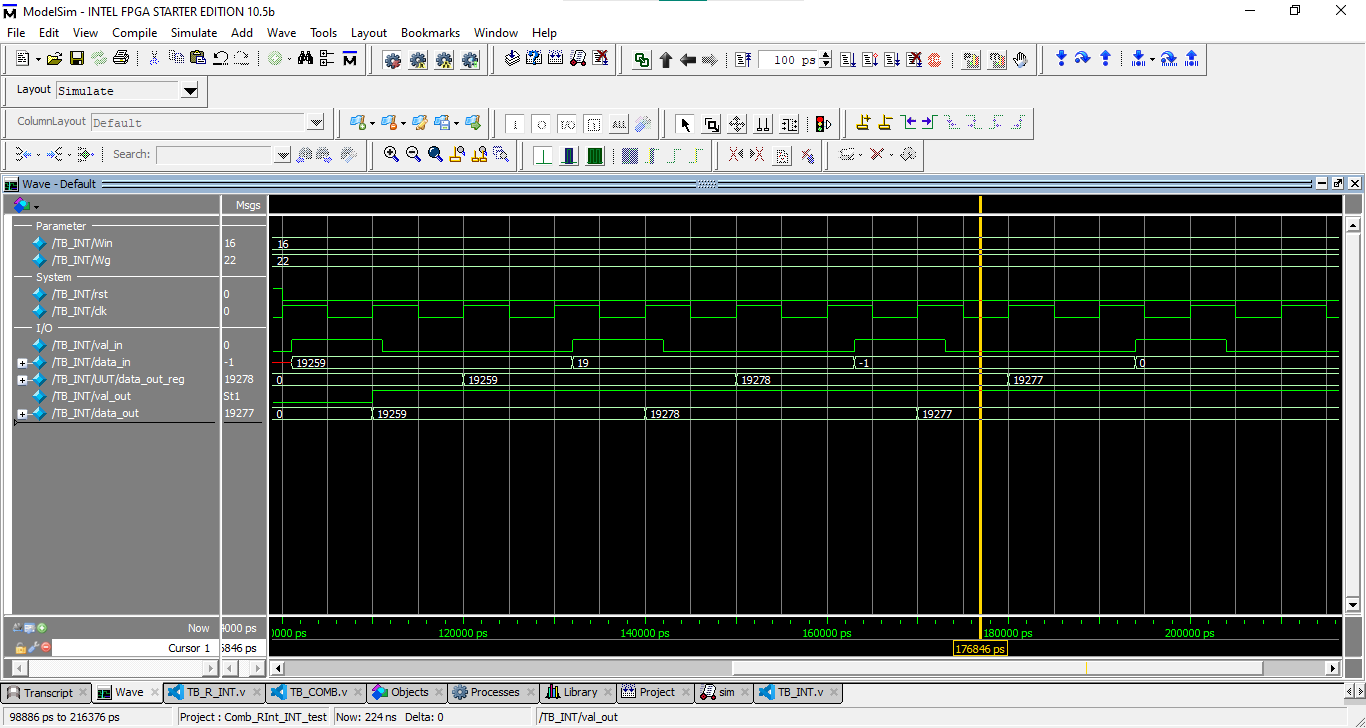 ModelSim - INTEL FPGA STARTER EDITION 10.5b
File Edit View Compile Simulate Add Wave Tools Layout Bookmarks Window Help
100 ps
Layout Simulate
ColumnLayout Default
Search:
Wave - Default
Msgs
Parameter
/TB_INT/Win 16 16
/TB_INT/Wg 22 22
System
/TB_INT/rst 0
/TB_INT/clk 0
I/O
/TB_INT/val_in 0
/TB_INT/data_in -1 19259 19 -1 0
/TB_INT/UUT/data_out_reg 19278 0 19259 19278 19277
/TB_INT/val_out St1
/TB_INT/data_out 19277 0 19259 19278 19277
Now 4000 ps 0000 ps 120000 ps 140000 ps 160000 ps 180000 ps 200000 ps
Cursor 1 6846 ps 176846 ps
Transcript Wave TB_R_INT.v TB_COMB.v Objects Processes Library Project sim TB_INT.v
98886 ps to 216376 ps Project : Comb_RInt_INT_test Now: 224 ns Delta: 0 /TB_INT/val_out